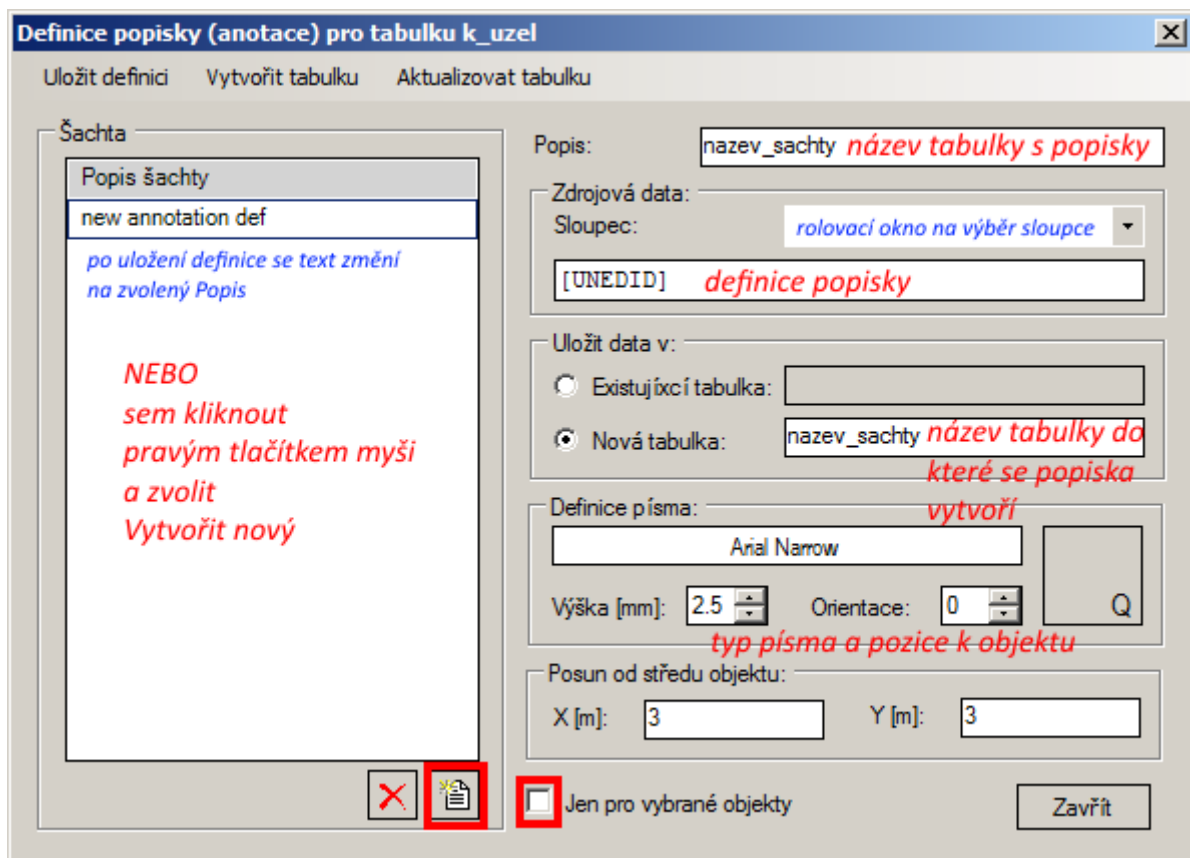 Definice popisky (anotace) pro tabulku k_uzel
Uložit definici Vytvořit tabulku Aktualizovat tabulku
Šachta
Popis šachty
new annotation def
po uložení definice se text změní
na zvolený Popis
NEBO
sem kliknout
pravým tlačítkem myši
a zvolit
Vytvořit nový
Popis: nazev_sachty název tabulky s popisky
Zdrojová data:
Sloupec: rolovací okno na výběr sloupce
[UNEDID] definice popisky
Uložit data v:
Existujíxcí tabulka:
Nová tabulka: nazev_sachty název tabulky do
které se popiska
vytvoří
Definice písma:
Arial Narrow
Výška [mm]: 2.5 Orientace: 0 Q
typ písma a pozice k objektu
Posun od středu objektu:
X [m]: 3 Y [m]: 3
Jen pro vybrané objekty Zavřít